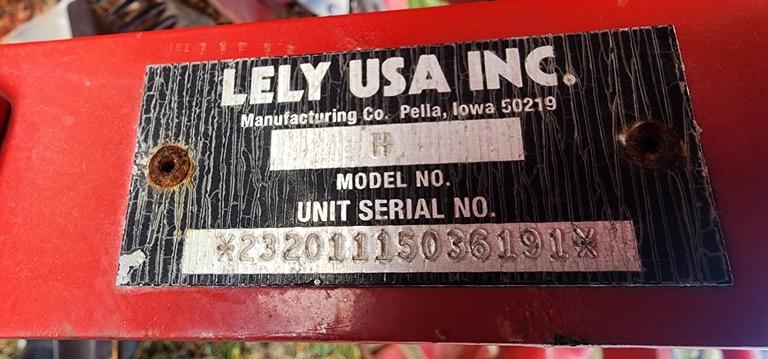 LELY USA INC.
Manufacturing Co. Pella, Iowa 50219
H
MODEL NO.
UNIT SERIAL NO.
*23201115036191*